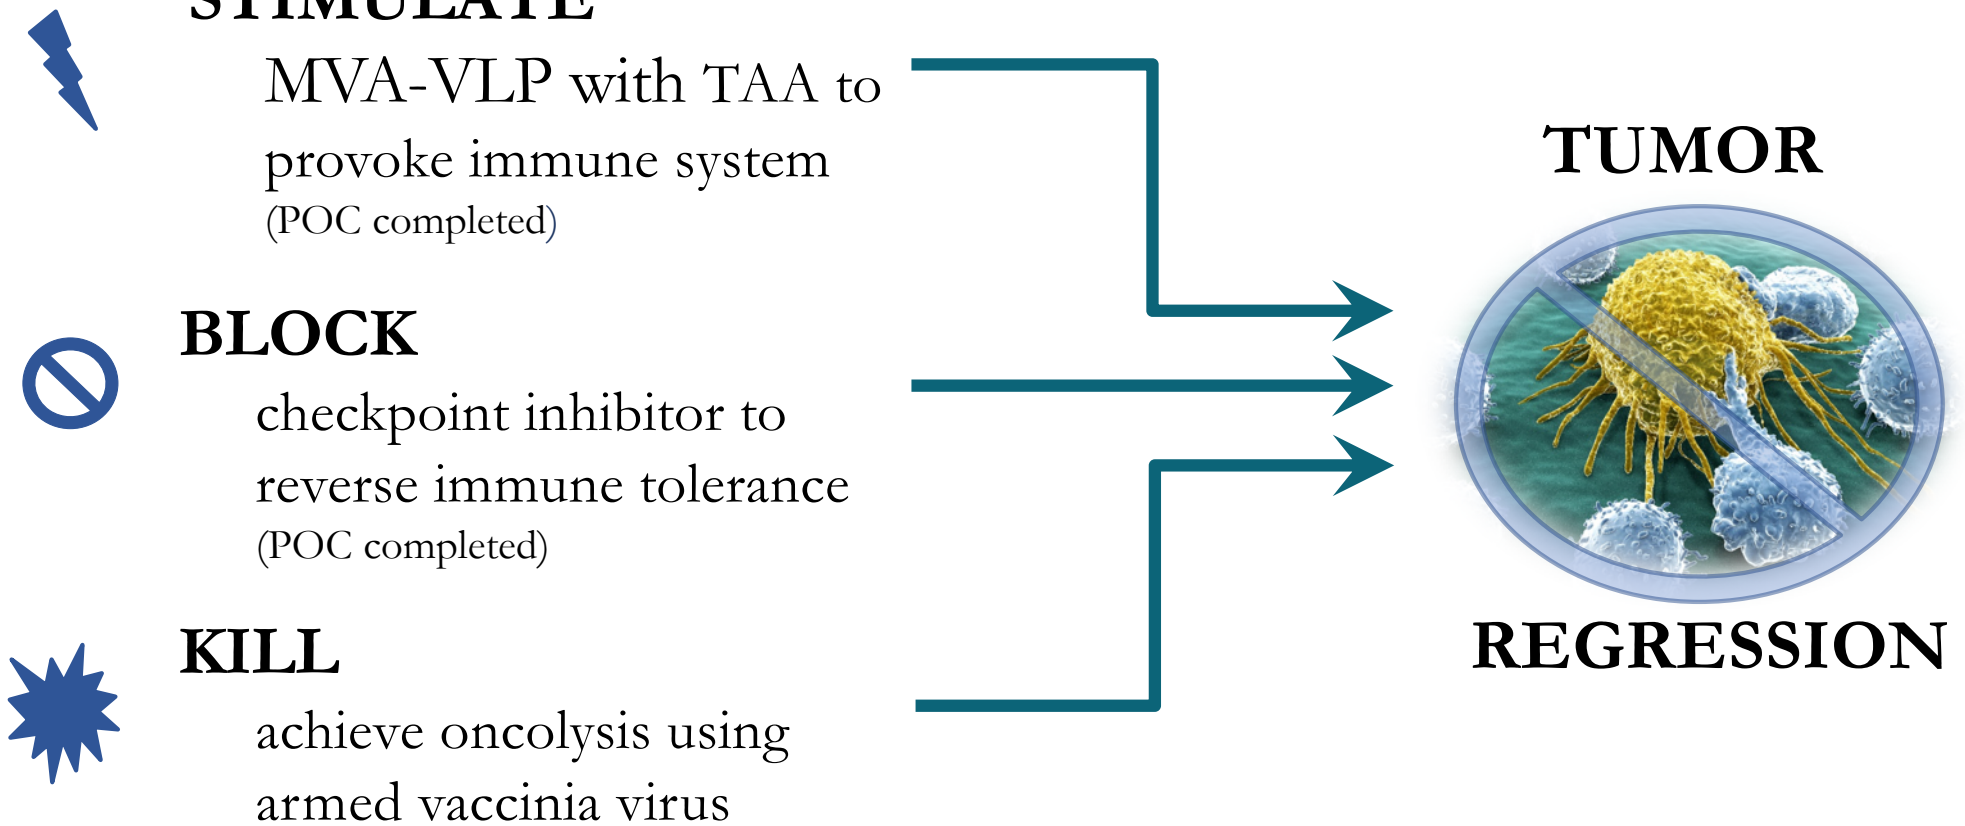 STIMULATE
MVA-VLP with TAA to
provoke immune system
(POC completed)
BLOCK
checkpoint inhibitor to
reverse immune tolerance
(POC completed)
KILL
achieve oncolysis using
armed vaccinia virus
TUMOR
REGRESSION